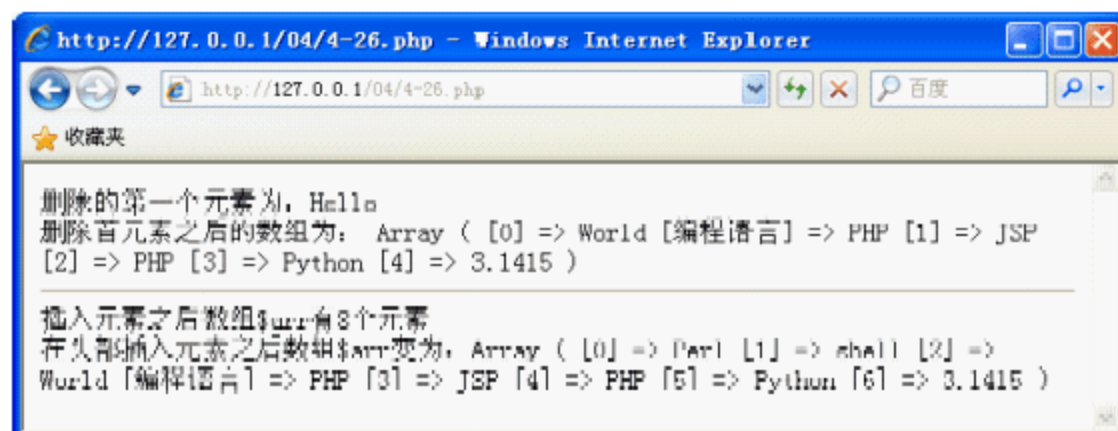 http://127.0.0.1/04/4-26.php - Windows Internet Explorer
http://127.0.0.1/04/4-26.php
百度
收藏夹
删除的第一个元素为：Hello
删除首元素之后的数组为： Array ( [0] => World [编程语言] => PHP [1] => JSP
[2] => PHP [3] => Python [4] => 3.1415 )
插入元素之后数组$arr有8个元素
在头部插入元素之后数组$arr变为：Array ( [0] => Perl [1] => shell [2] =>
World [编程语言] => PHP [3] => JSP [4] => PHP [5] => Python [6] => 3.1415 )